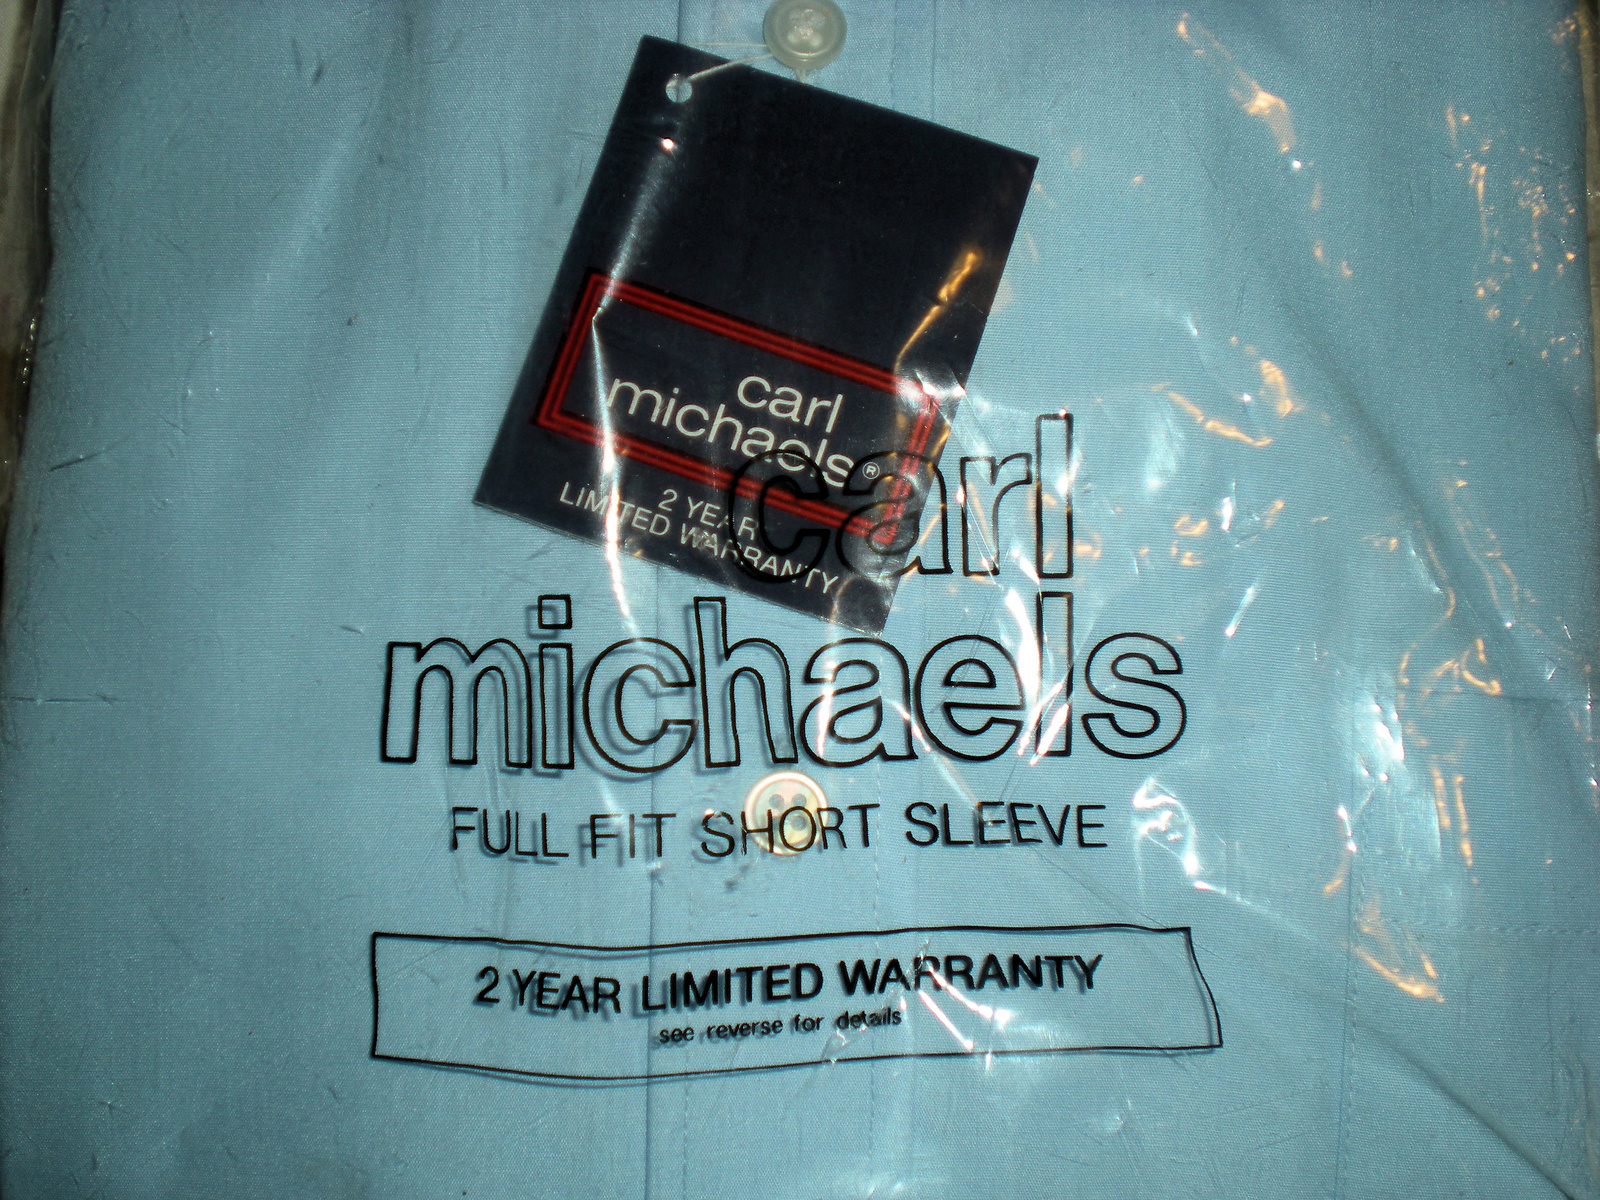 carl
michaels®
2 YEAR
LIMITED WARRANTY
carl
michaels
FULL FIT SHORT SLEEVE
2 YEAR LIMITED WARRANTY
see reverse for details